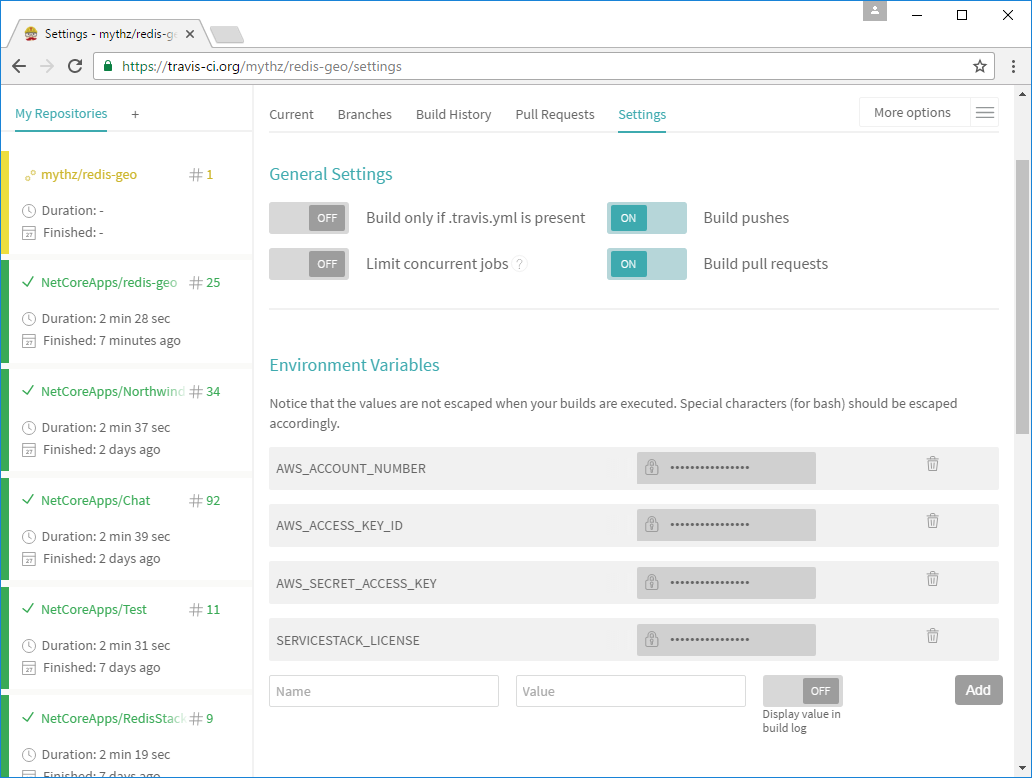 Settings - mythz/redis-ge
https://travis-ci.org/mythz/redis-geo/settings
My Repositories +
mythz/redis-geo # 1
Duration: -
27 Finished: -
NetCoreApps/redis-geo # 25
Duration: 2 min 28 sec
27 Finished: 7 minutes ago
NetCoreApps/Northwind # 34
Duration: 2 min 37 sec
27 Finished: 2 days ago
NetCoreApps/Chat # 92
Duration: 2 min 39 sec
27 Finished: 2 days ago
NetCoreApps/Test # 11
Duration: 2 min 31 sec
27 Finished: 7 days ago
NetCoreApps/RedisStack # 9
Duration: 2 min 19 sec
Finished: 7 days ago
Current Branches Build History Pull Requests Settings More options
General Settings
OFF Build only if .travis.yml is present ON Build pushes
OFF Limit concurrent jobs ? ON Build pull requests
Environment Variables
Notice that the values are not escaped when your builds are executed. Special characters (for bash) should be escaped
accordingly.
AWS_ACCOUNT_NUMBER ••••••••••••••••
AWS_ACCESS_KEY_ID ••••••••••••••••
AWS_SECRET_ACCESS_KEY ••••••••••••••••
SERVICESTACK_LICENSE ••••••••••••••••
Name Value OFF Add
Display value in
build log